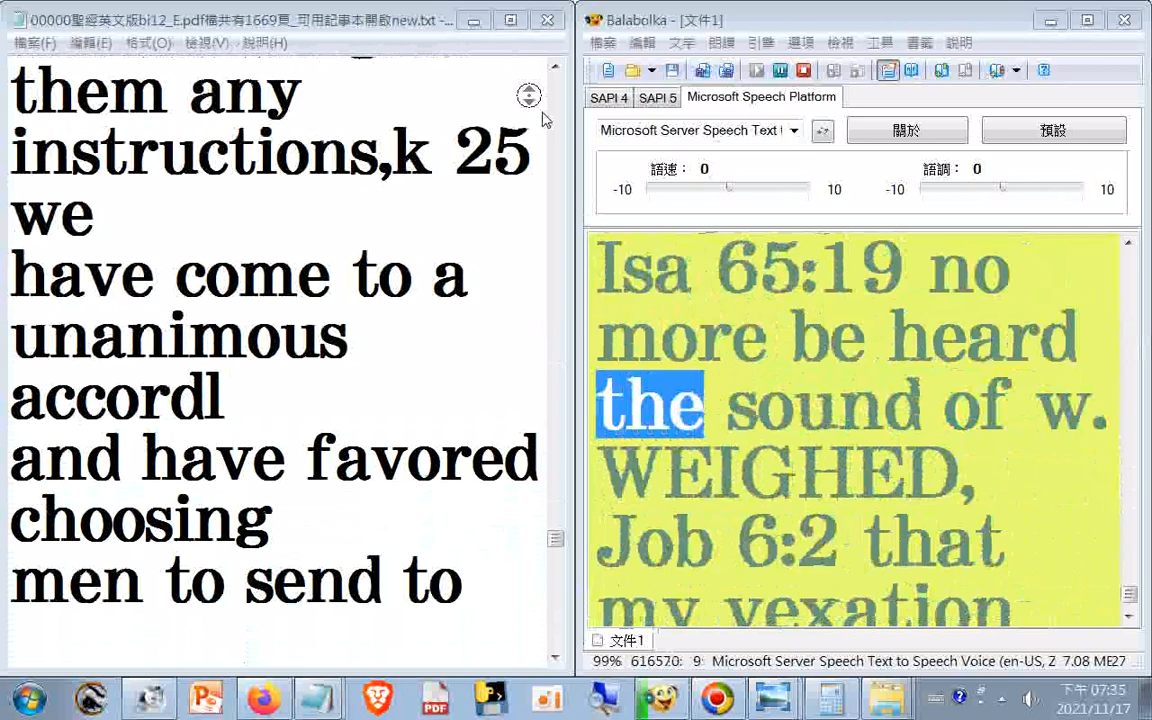 00000聖經英文版bi12_E.pdf檔共有1669頁_可用記事本開啟new.txt -...
檔案(F) 編輯(E) 格式(O) 檢視(V) 說明(H)
them any
instructions,k 25
we
have come to a
unanimous
accordl
and have favored
choosing
men to send to
Balabolka - [文件1]
檔案 編輯 文字 朗讀 引擎 選項 檢視 工具 書籤 說明
SAPI 4 SAPI 5 Microsoft Speech Platform
Microsoft Server Speech Text
關於 預設
語速: 0 語調: 0
-10 10 -10 10
Isa 65:19 no
more be heard
the sound of w.
WEIGHED,
Job 6:2 that
my vexation
文件1
99% 616570: 9: Microsoft Server Speech Text to Speech Voice (en-US, Z 7.08 ME27
PDF
下午 07:35
2021/11/17